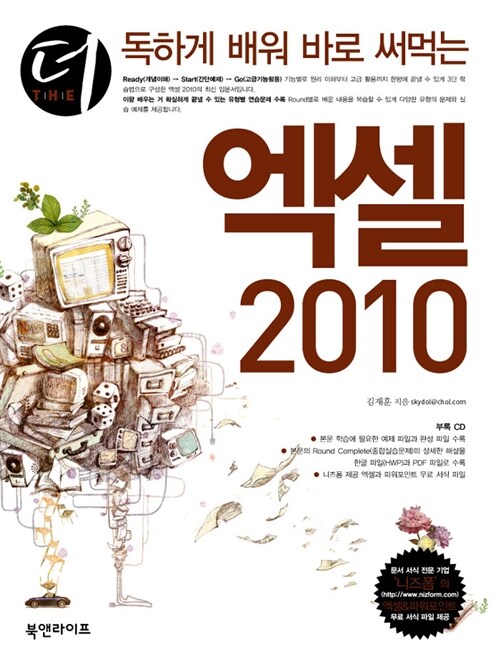 더
THE
독하게 배워 바로 써먹는
Ready(개념이해) → Start(간단예제) → Go(고급기능활용) 기능별로 원리 이해부터 고급 활용까지 한방에 끝낼 수 있게 3단 학
습법으로 구성한 엑셀 2010의 최신 입문서입니다.
이왕 배우는 거 확실하게 끝낼 수 있는 유형별 연습문제 수록 Round별로 배운 내용을 복습할 수 있게 다양한 유형의 문제와 실
습 예제를 제공합니다.
엑셀
2010
김재훈 지음 skydol@chol.com
부록 CD
● 본문 학습에 필요한 예제 파일과 완성 파일 수록
● 본문의 Round Complete(종합실습문제)의 상세한 해설을
한글 파일(HWP)과 PDF 파일로 수록
● 니즈폼 제공 엑셀과 파워포인트 무료 서식 파일
문서 서식 전문 기업
'니즈폼'의
(http://www.nizform.com)
엑셀&파워포인트
무료 서식 파일 제공
북앤라이프